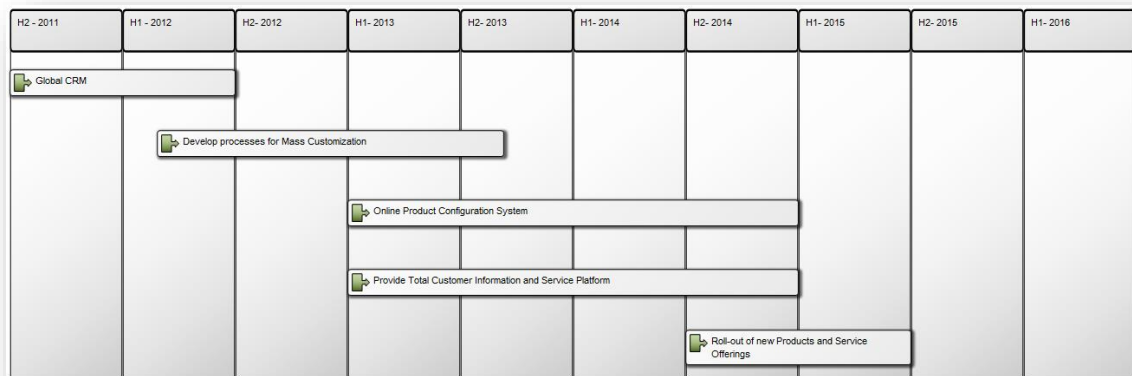 H2 - 2011
H1 - 2012
H2- 2012
H1- 2013
H2- 2013
H1- 2014
H2- 2014
H1- 2015
H2- 2015
H1- 2016
Global CRM
Develop processes for Mass Customization
Online Product Configuration System
Provide Total Customer Information and Service Platform
Roll-out of new Products and Service
Offerings